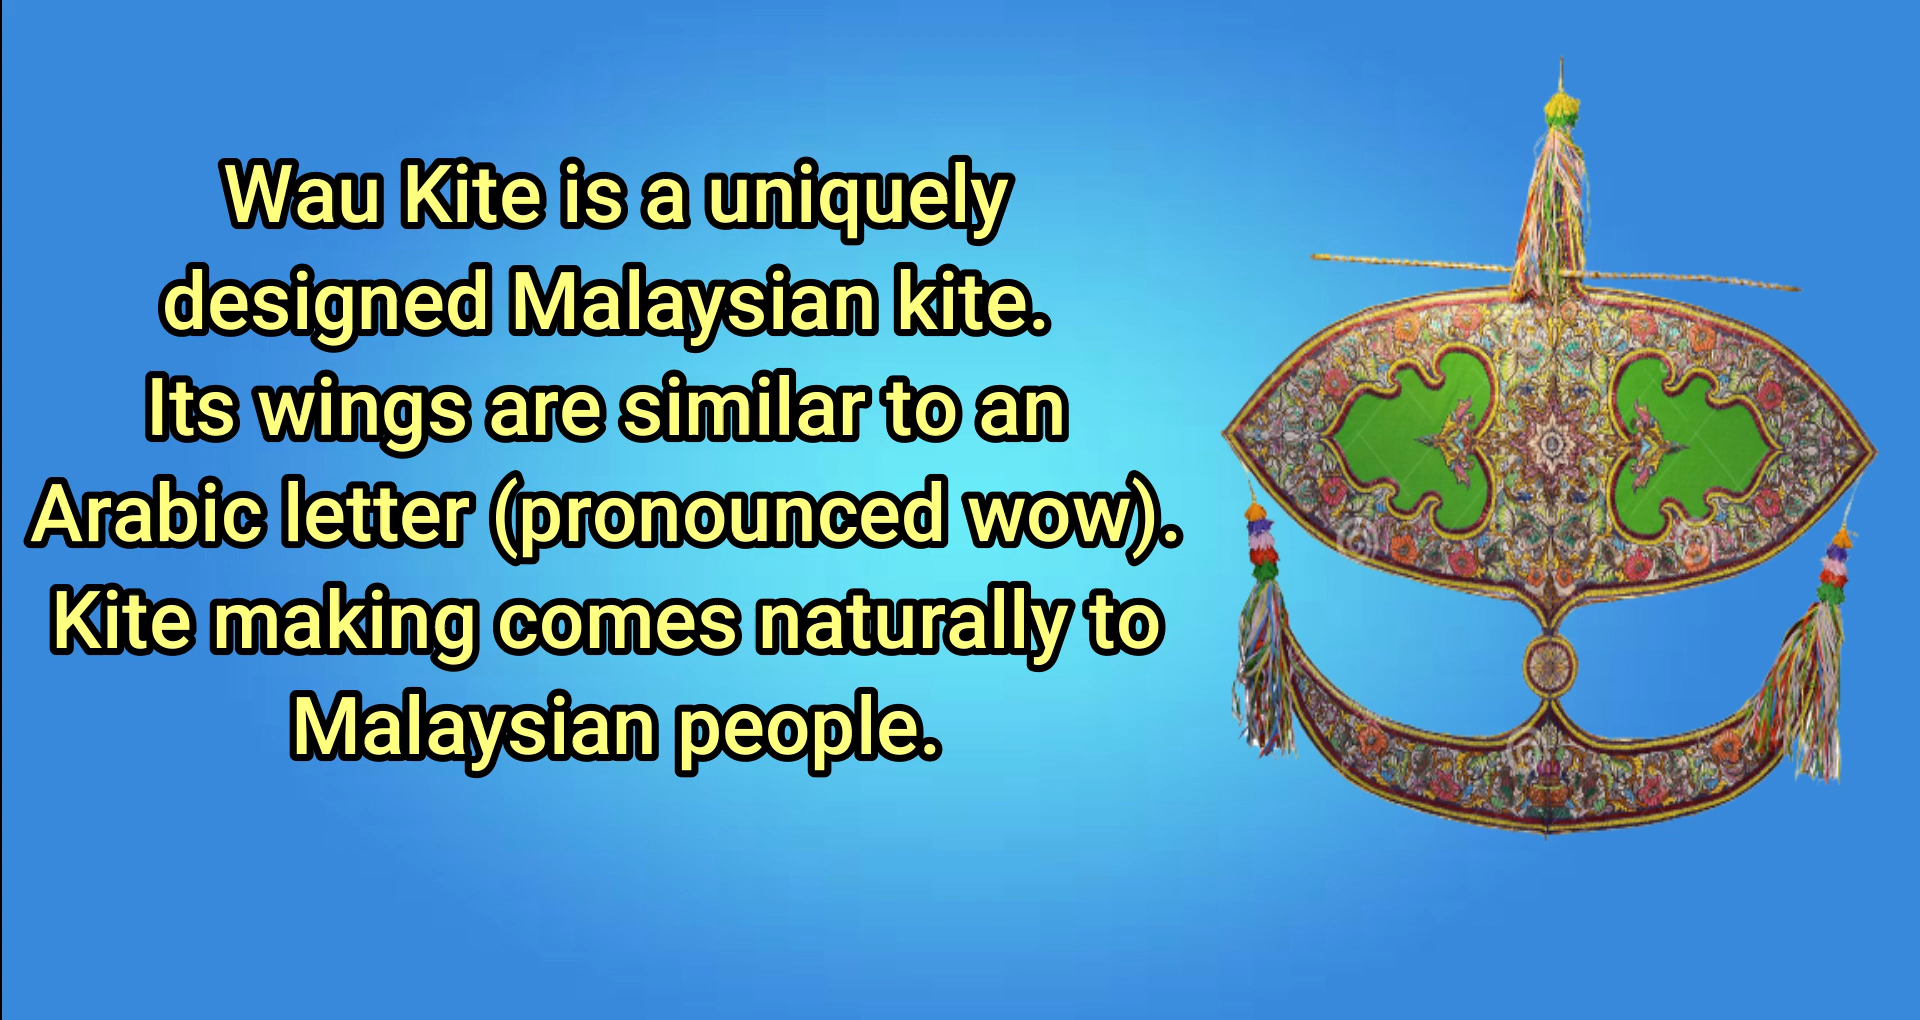 Wau Kite is a uniquely
designed Malaysian kite.
Its wings are similar to an
Arabic letter (pronounced wow).
Kite making comes naturally to
Malaysian people.